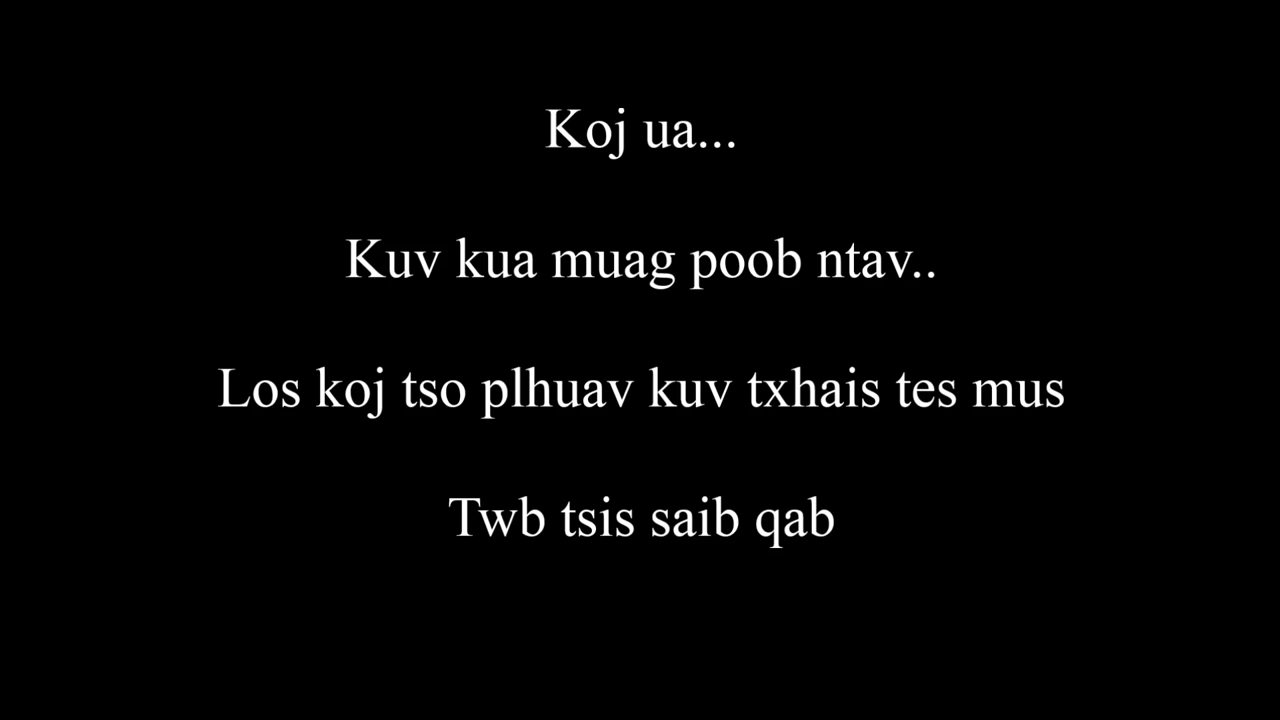 Koj ua...
Kuv kua muag poob ntav..
Los koj tso plhuav kuv txhais tes mus
Twb tsis saib qab